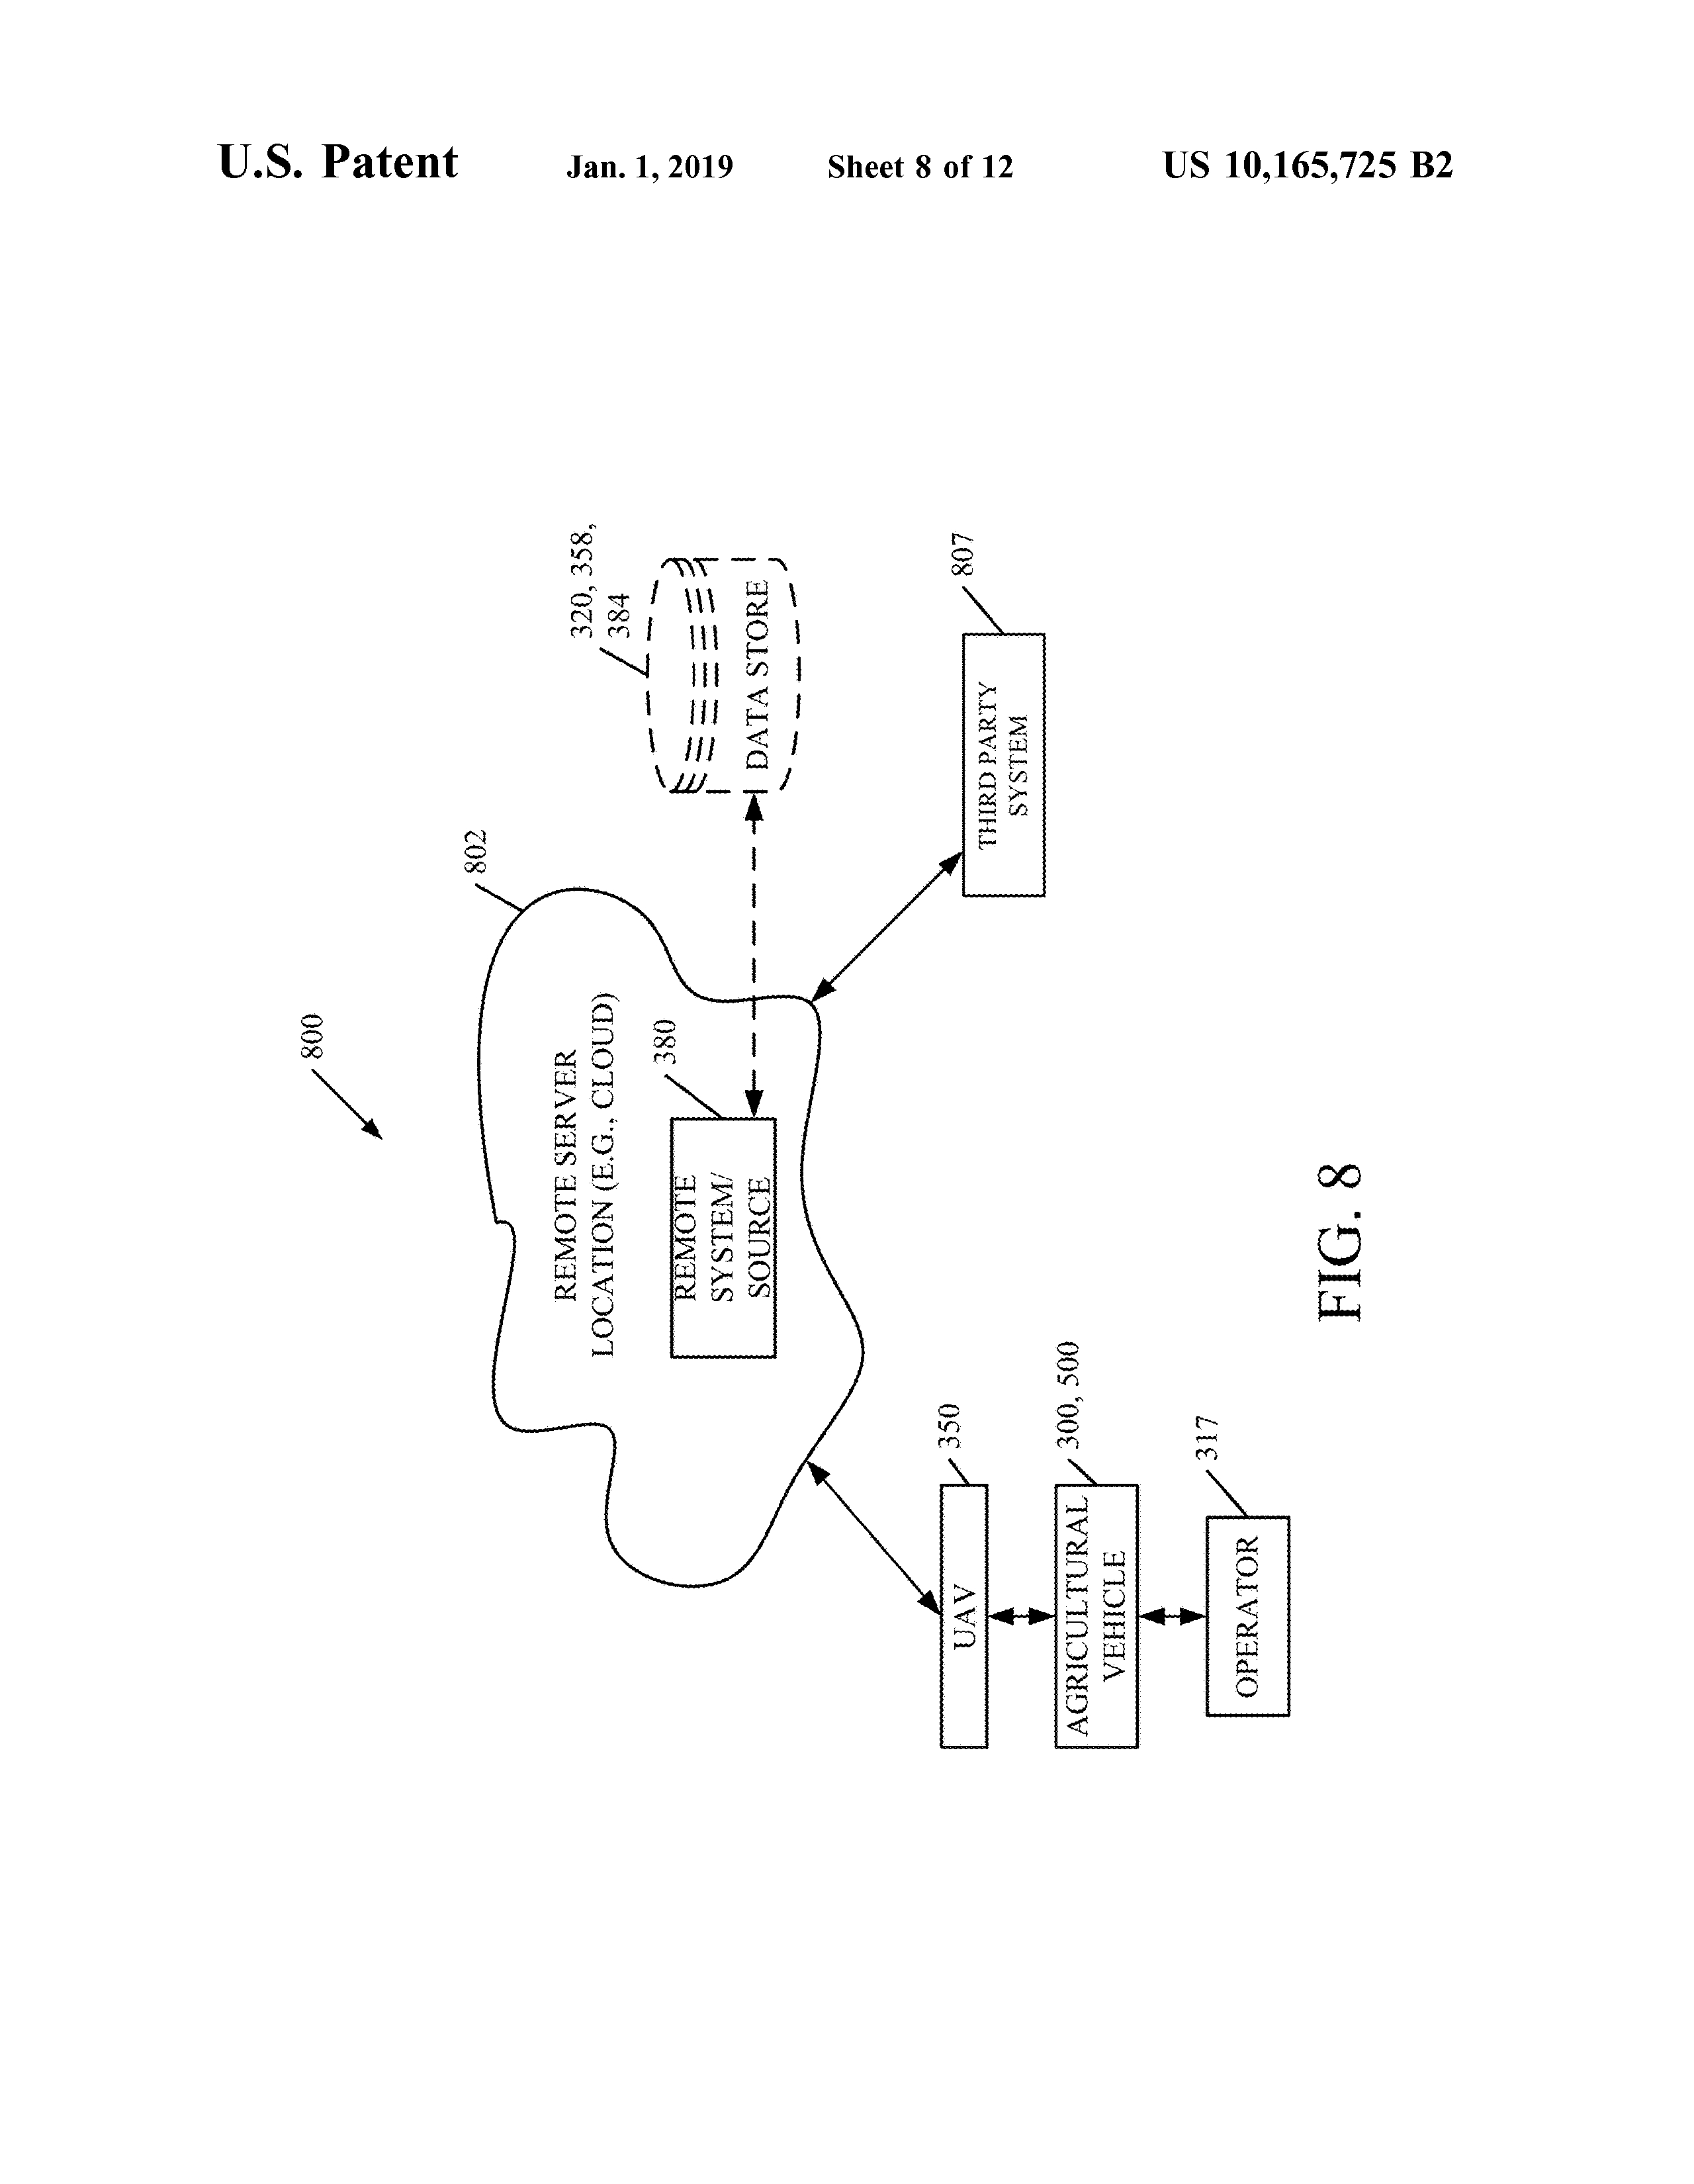 U.S. Patent Jan. 1, 2019 Sheet 8 of 12 US 10,165,725 B2
800
802
REMOTE SERVER
LOCATION (E.G., CLOUD)
320, 358,
384
380
REMOTE
SYSTEM/
SOURCE
DATA STORE
350
UAV
807
THIRD PARTY
SYSTEM
300, 500
AGRICULTURAL
VEHICLE
317
OPERATOR
FIG. 8